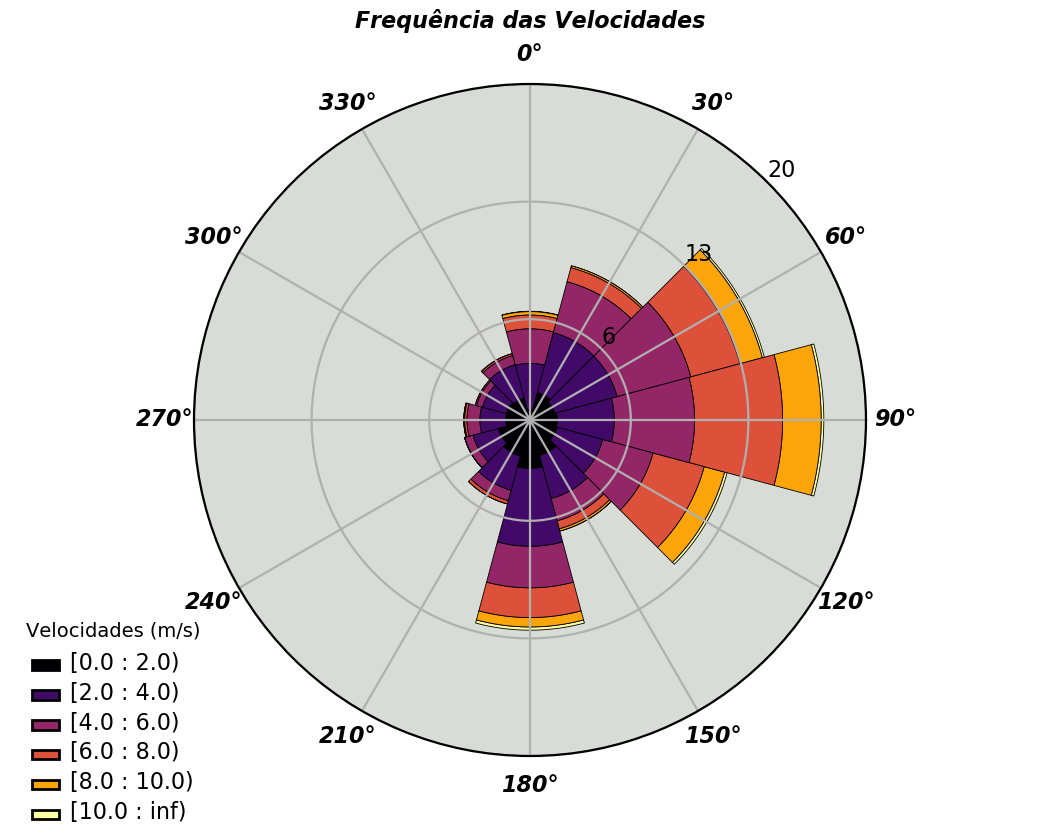 Frequência das Velocidades
0°
330°
30°
20
300°
60°
13
6
270°
90°
240°
120°
210°
150°
180°
Velocidades (m/s)
[0.0 : 2.0)
[2.0 : 4.0)
[4.0 : 6.0)
[6.0 : 8.0)
[8.0 : 10.0)
[10.0 : inf)